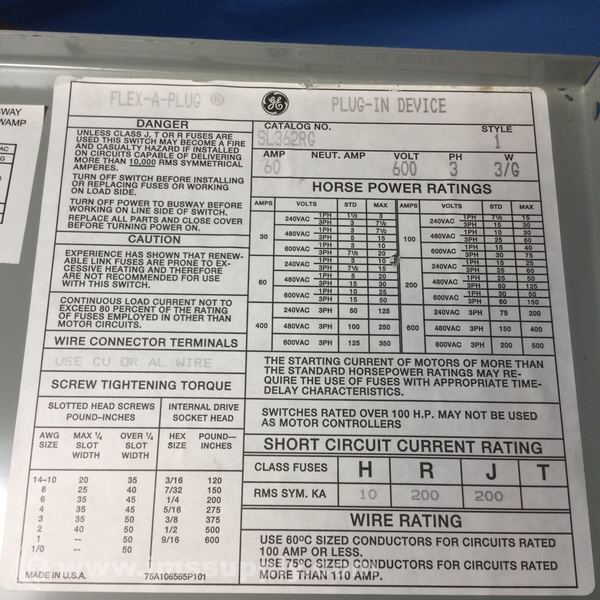 FLEX-A-PLUG ® GE PLUG-IN DEVICE
SWAY
WAMP
DANGER
UNLESS CLASS J, T OR R FUSES ARE
USED THIS SWITCH MAY BECOME A FIRE
AND CASUALTY HAZARD IF INSTALLED
ON CIRCUITS CAPABLE OF DELIVERING
MORE THAN 10,000 RMS SYMMETRICAL
AMPERES.
TURN OFF SWITCH BEFORE INSTALLING
OR REPLACING FUSES OR WORKING
ON LOAD SIDE.
TURN OFF POWER TO BUSWAY BEFORE
WORKING ON LINE SIDE OF SWITCH.
REPLACE ALL PARTS AND CLOSE COVER
BEFORE TURNING POWER ON.
CAUTION
EXPERIENCE HAS SHOWN THAT RENEW-
ABLE LINK FUSES ARE PRONE TO EX-
CESSIVE HEATING AND THEREFORE
ARE NOT RECOMMENDED FOR USE
WITH THIS SWITCH.
CONTINUOUS LOAD CURRENT NOT TO
EXCEED 80 PERCENT OF THE RATING
OF FUSES EMPLOYED IN OTHER THAN
MOTOR CIRCUITS.
WIRE CONNECTOR TERMINALS
USE CU OR AL WIRE
SCREW TIGHTENING TORQUE
SLOTTED HEAD SCREWS INTERNAL DRIVE
POUND-INCHES SOCKET HEAD
AWG MAX ¼ OVER ¼ HEX POUND—
SIZE SLOT SLOT SIZE INCHES
WIDTH WIDTH
14-10 20 35 3/16 120
8 25 40 7/32 150
6 35 45 1/4 200
4 35 45 5/16 275
3 35 50 3/8 375
2 40 50 1/2 500
1 -- 50 9/16 600
1/0 -- 50
MADE IN U.S.A. 75A106565P101
CATALOG NO. STYLE
SL362RG 1
AMP NEUT. AMP VOLT PH W
60 600 3 3/G
HORSE POWER RATINGS
AMPS VOLTS STD MAX AMPS VOLTS STD MAX
30 240VAC 1PH 1½ 3
3PH 3 7½
480VAC 1PH 3 7½
3PH 5 15
600VAC 1PH 3 10
3PH 7½ 20
60 240VAC 1PH 3 10
3PH 7½ 15
480VAC 1PH 5 20
3PH 15 30
600VAC 1PH 10 25
3PH 15 50
400 240VAC 3PH 50 125
480VAC 3PH 100 250
600VAC 3PH 125 350
100 240VAC 1PH 7½ 15
3PH 15 30
480VAC 1PH 10 30
3PH 25 60
600VAC 1PH 15 40
3PH 30 75
200 240VAC 1PH 15
3PH 25
480VAC 1PH 25 50
3PH 50 125
600VAC 1PH 30 50
3PH 60 150
600 240VAC 3PH 75 200
480VAC 3PH 150 400
600VAC 3PH 200 500
THE STARTING CURRENT OF MOTORS OF MORE THAN
THE STANDARD HORSEPOWER RATINGS MAY RE-
QUIRE THE USE OF FUSES WITH APPROPRIATE TIME-
DELAY CHARACTERISTICS.
SWITCHES RATED OVER 100 H.P. MAY NOT BE USED
AS MOTOR CONTROLLERS
SHORT CIRCUIT CURRENT RATING
CLASS FUSES H R J T
RMS SYM. KA 10 200 200
WIRE RATING
USE 60ºC SIZED CONDUCTORS FOR CIRCUITS RATED
100 AMP OR LESS.
USE 75ºC SIZED CONDUCTORS FOR CIRCUITS RATED
MORE THAN 110 AMP.